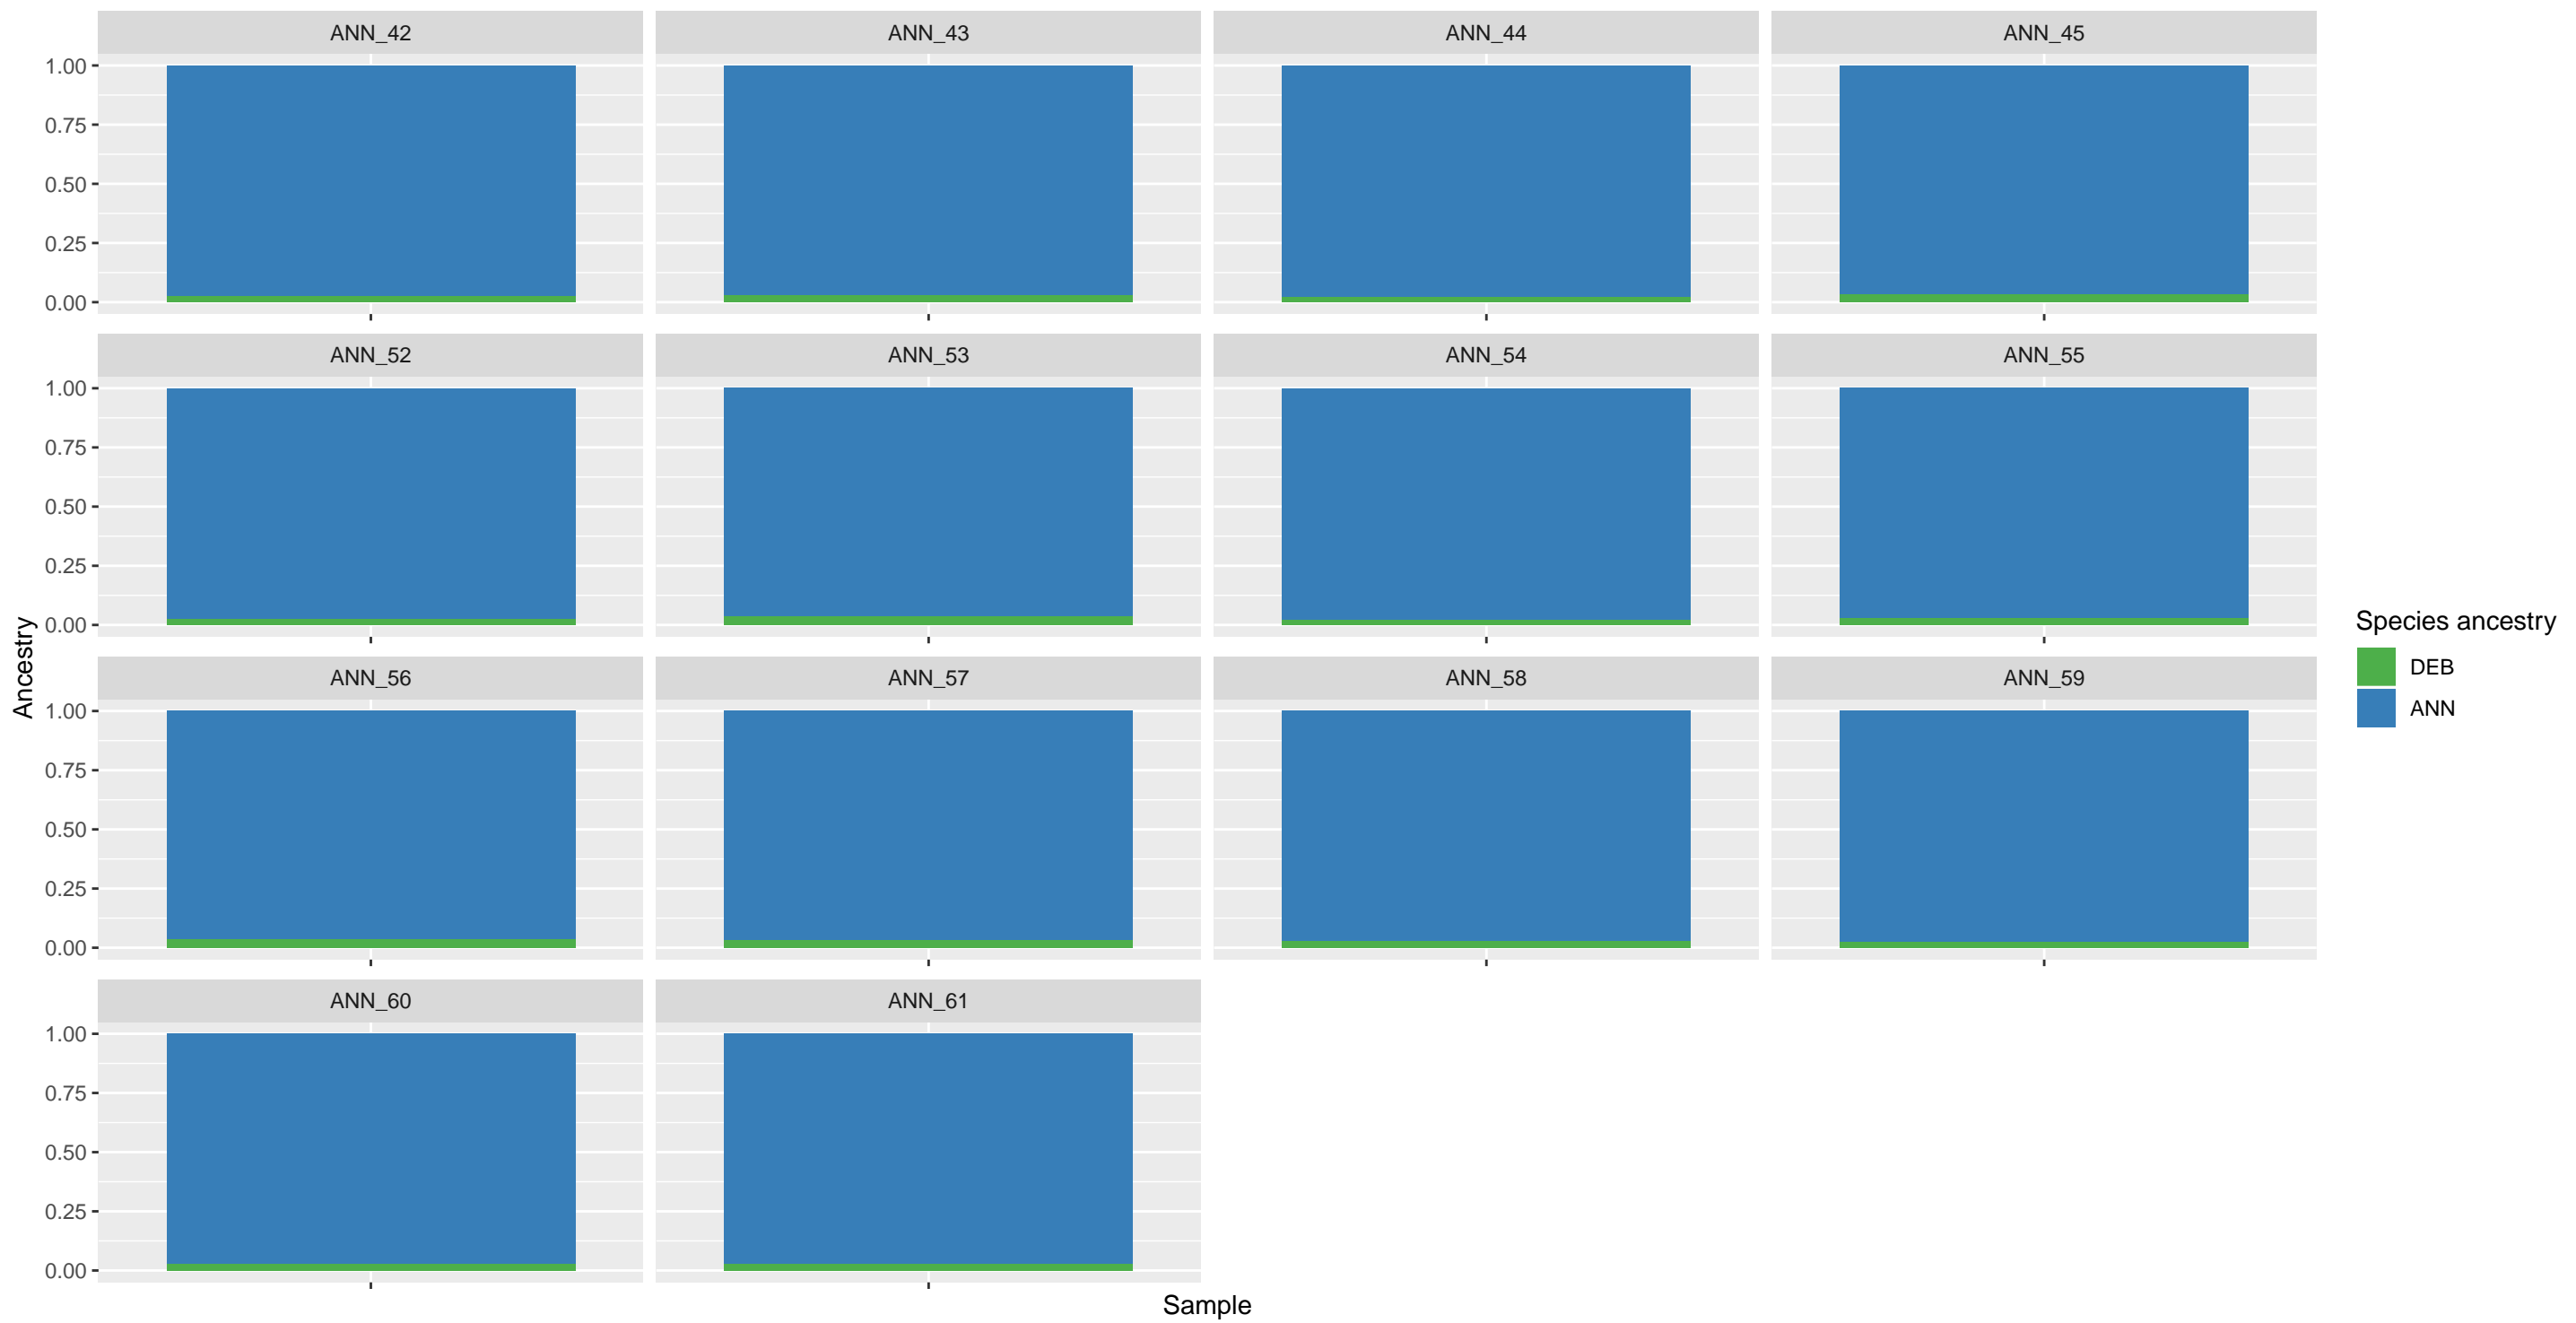 ANN_42 ANN_43 ANN_44 ANN_45
1.00
0.75
0.50
0.25
0.00
ANN_52 ANN_53 ANN_54 ANN_55
1.00
0.75
0.50
0.25
0.00
ANN_56 ANN_57 ANN_58 ANN_59
1.00
0.75
0.50
0.25
0.00
ANN_60 ANN_61
1.00
0.75
0.50
0.25
0.00
Ancestry
Sample
Species ancestry
DEB
ANN